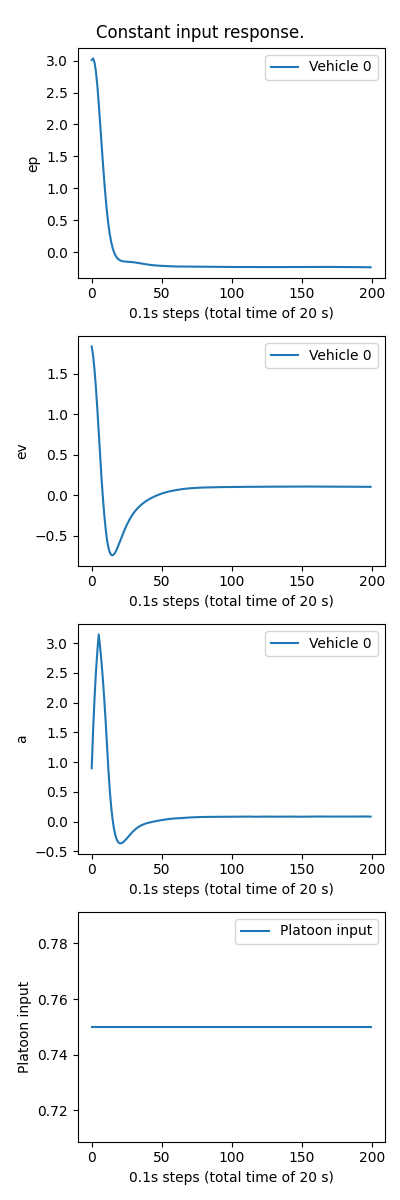 Constant input response.
3.0
2.5
2.0
1.5
1.0
0.5
0.0
ep
Vehicle 0
0 50 100 150 200
0.1s steps (total time of 20 s)
1.5
1.0
0.5
0.0
−0.5
ev
Vehicle 0
0 50 100 150 200
0.1s steps (total time of 20 s)
3.0
2.5
2.0
1.5
1.0
0.5
0.0
−0.5
a
Vehicle 0
0 50 100 150 200
0.1s steps (total time of 20 s)
0.78
0.76
0.74
0.72
Platoon input
Platoon input
0 50 100 150 200
0.1s steps (total time of 20 s)